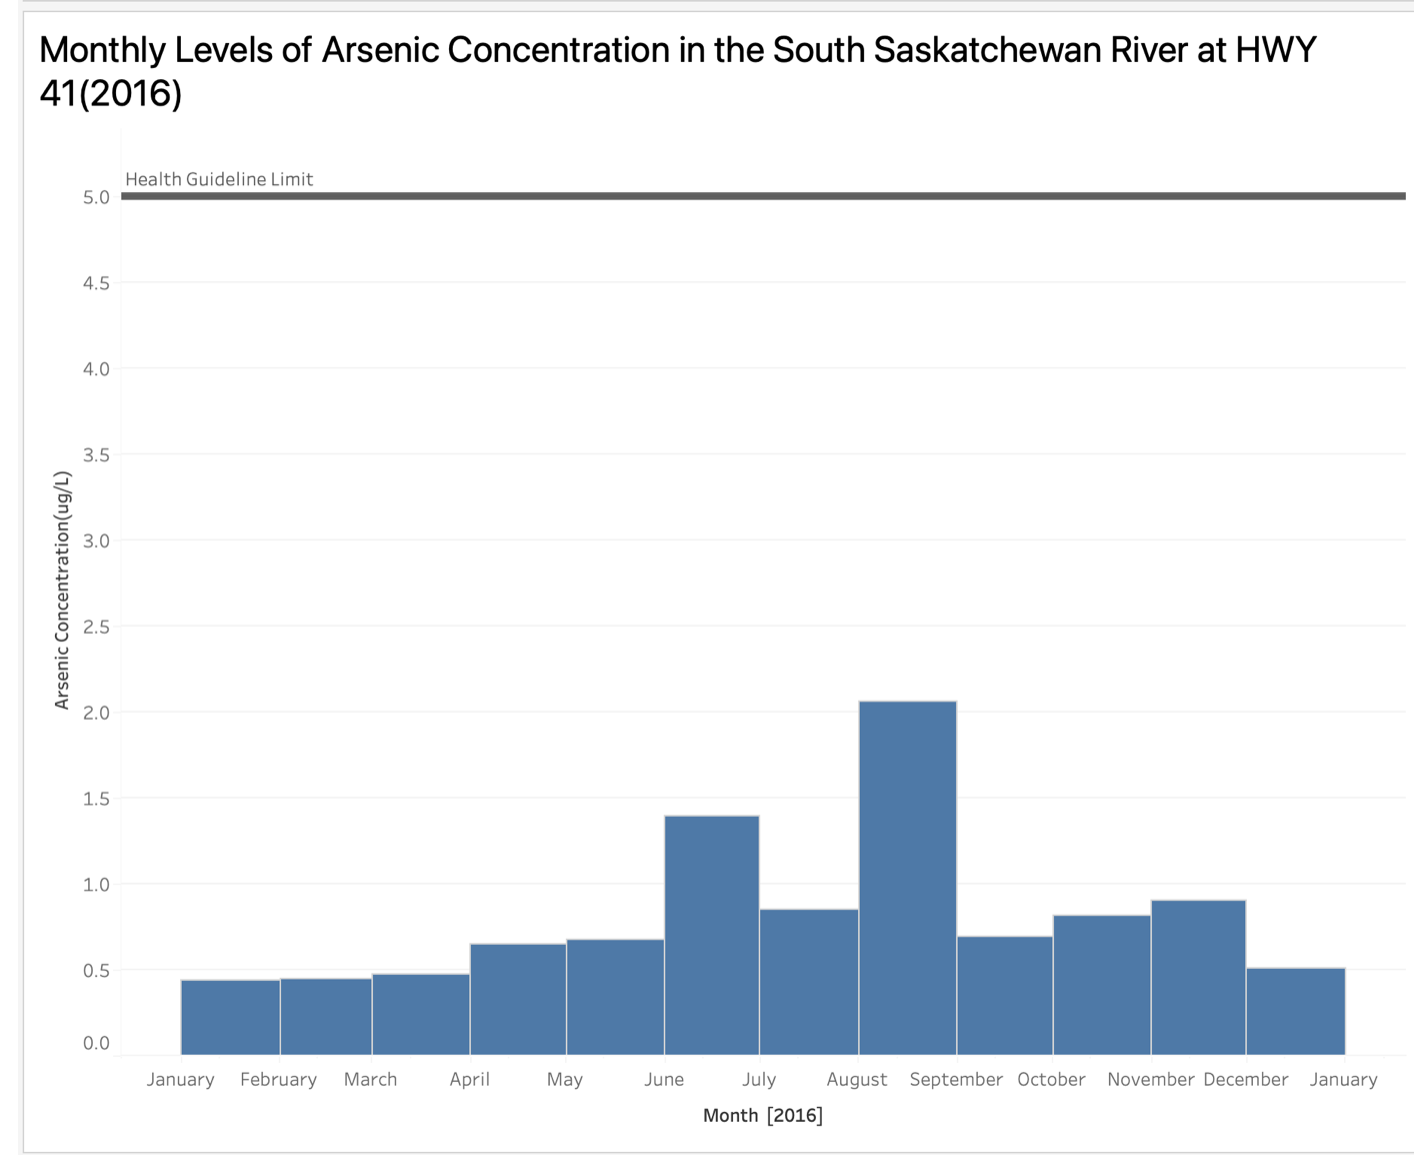 Monthly Levels of Arsenic Concentration in the South Saskatchewan River at HWY
41(2016)
Health Guideline Limit
5.0
4.5
4.0
3.5
3.0
2.5
2.0
1.5
1.0
0.5
0.0
Arsenic Concentration(ug/L)
January February March April May June July August September October November December January
Month [2016]